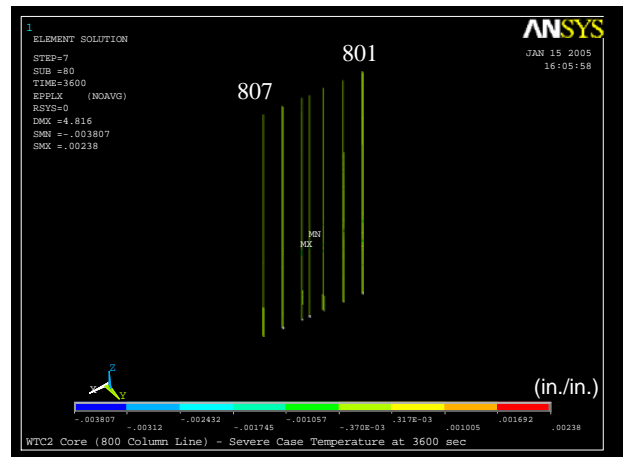 1
ELEMENT SOLUTION
ANSYS
STEP=7
SUB =80
TIME=3600
EPPLX (NOAVG)
RSYS=0
DMX =4.816
SMN =-.003807
SMX =.00238
JAN 15 2005
16:05:58
801
807
MN
MX
Z
X
Y
(in./in.)
-.003807 -.002432 -.001057 .317E-03 .001692
-.00312 -.001745 -.370E-03 .001005 .00238
WTC2 Core (800 Column Line) - Severe Case Temperature at 3600 sec